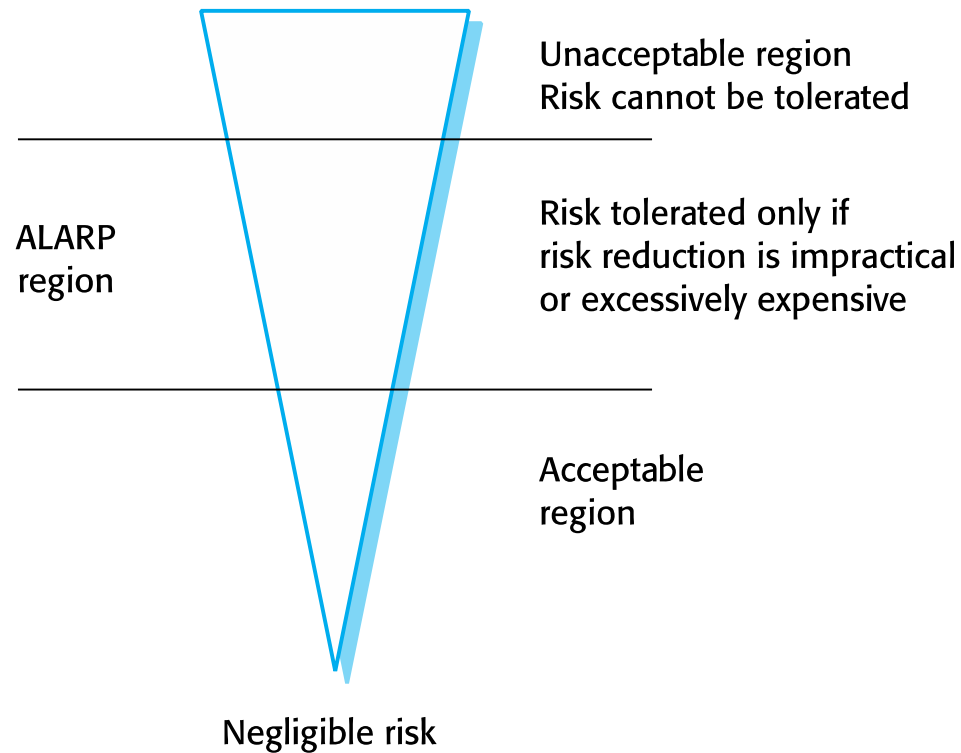 Unacceptable region
Risk cannot be tolerated
ALARP
region
Risk tolerated only if
risk reduction is impractical
or excessively expensive
Acceptable
region
Negligible risk